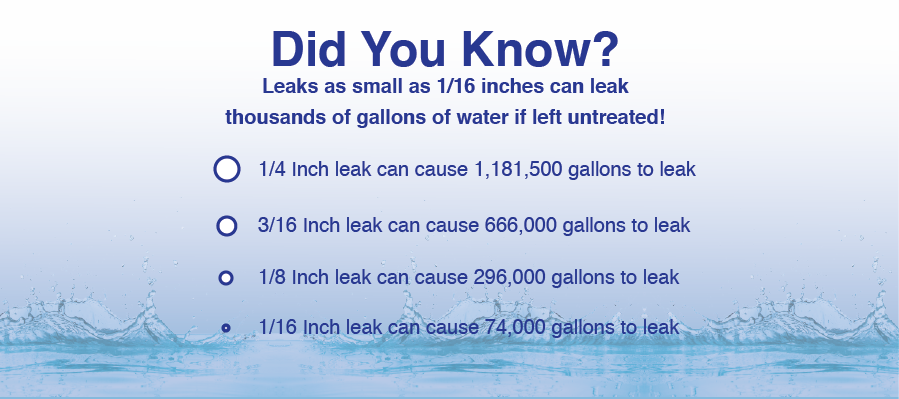 Did You Know?
Leaks as small as 1/16 inches can leak
thousands of gallons of water if left untreated!
1/4 Inch leak can cause 1,181,500 gallons to leak
3/16 Inch leak can cause 666,000 gallons to leak
1/8 Inch leak can cause 296,000 gallons to leak
1/16 Inch leak can cause 74,000 gallons to leak